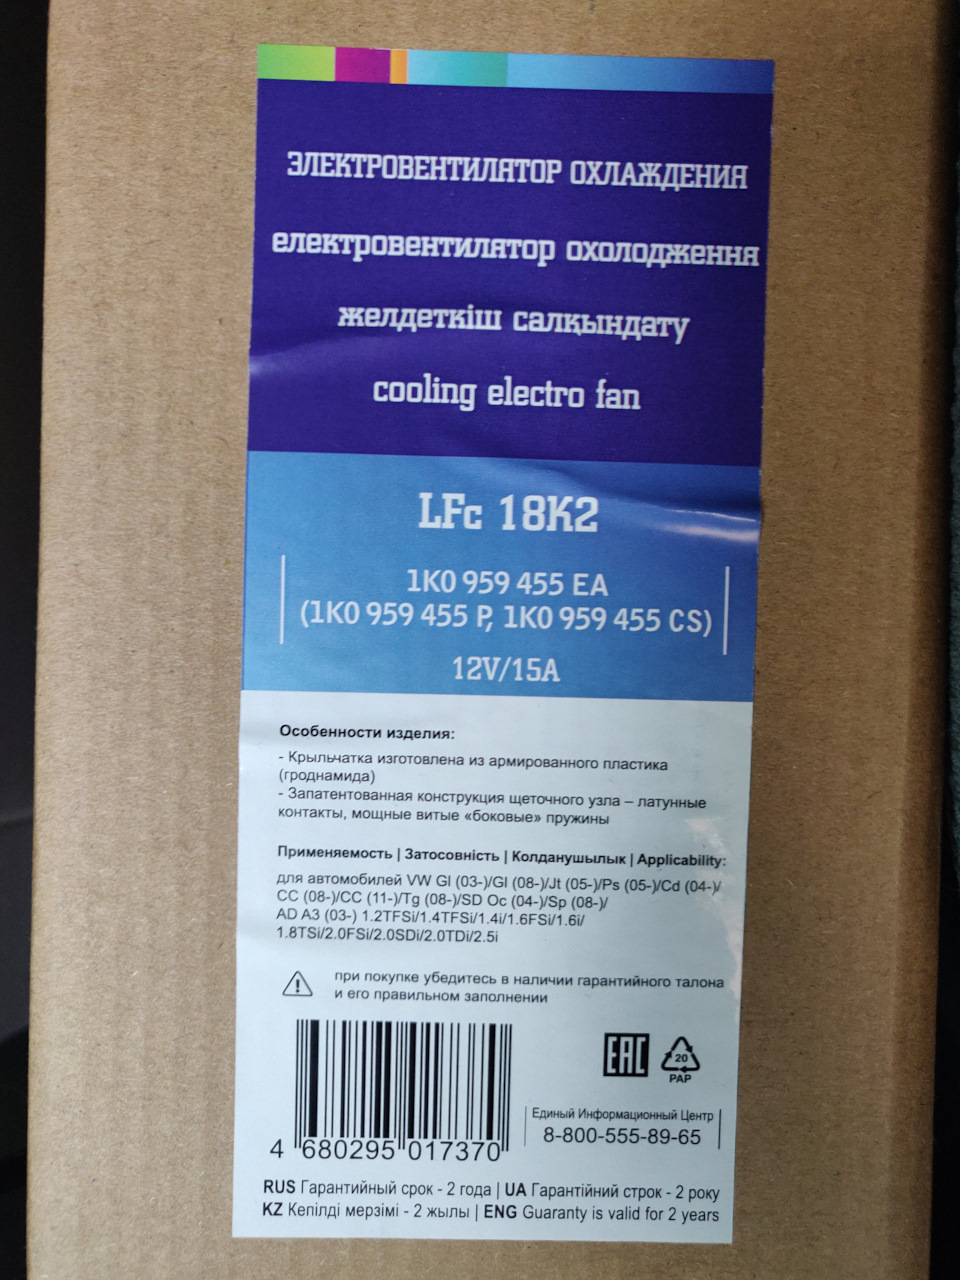 ЭЛЕКТРОВЕНТИЛЯТОР ОХЛАЖДЕНИЯ
електровентилятор охолодження
желдеткіш салқындату
cooling electro fan
LFc 18K2
1K0 959 455 EA
(1K0 959 455 P, 1K0 959 455 CS)
12V/15A
Особенности изделия:
- Крыльчатка изготовлена из армированного пластика
(гроднамида)
- Запатентованная конструкция щеточного узла – латунные
контакты, мощные витые «боковые» пружины
Применяемость | Затосовність | Колданушылык | Applicability:
для автомобилей VW Gl (03-)/Gl (08-)/Jt (05-)/Ps (05-)/Cd (04-)/
CC (08-)/CC (11-)/Tg (08-)/SD Oc (04-)/Sp (08-)/
AD A3 (03-) 1.2TFSi/1.4TFSi/1.4i/1.6FSi/1.6i/
1.8TSi/2.0FSi/2.0SDi/2.0TDi/2.5i
при покупке убедитесь в наличии гарантийного талона
и его правильном заполнении
EAC
20
PAP
Единый Информационный Центр
8-800-555-89-65
4 680295 017370
RUS Гарантийный срок - 2 года | UA Гарантійний строк - 2 року
KZ Кепілді мерзімі - 2 жылы | ENG Guaranty is valid for 2 years